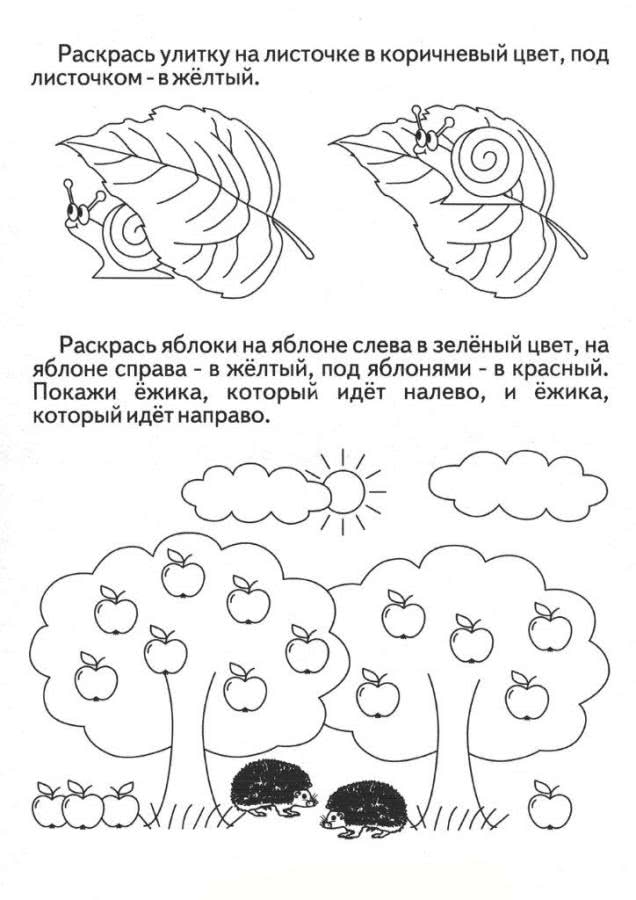 Раскрась улитку на листочке в коричневый цвет, под
листочком - в жёлтый.
Раскрась яблоки на яблоне слева в зелёный цвет, на
яблоне справа - в жёлтый, под яблонями - в красный.
Покажи ёжика, который идёт налево, и ёжика,
который идёт направо.